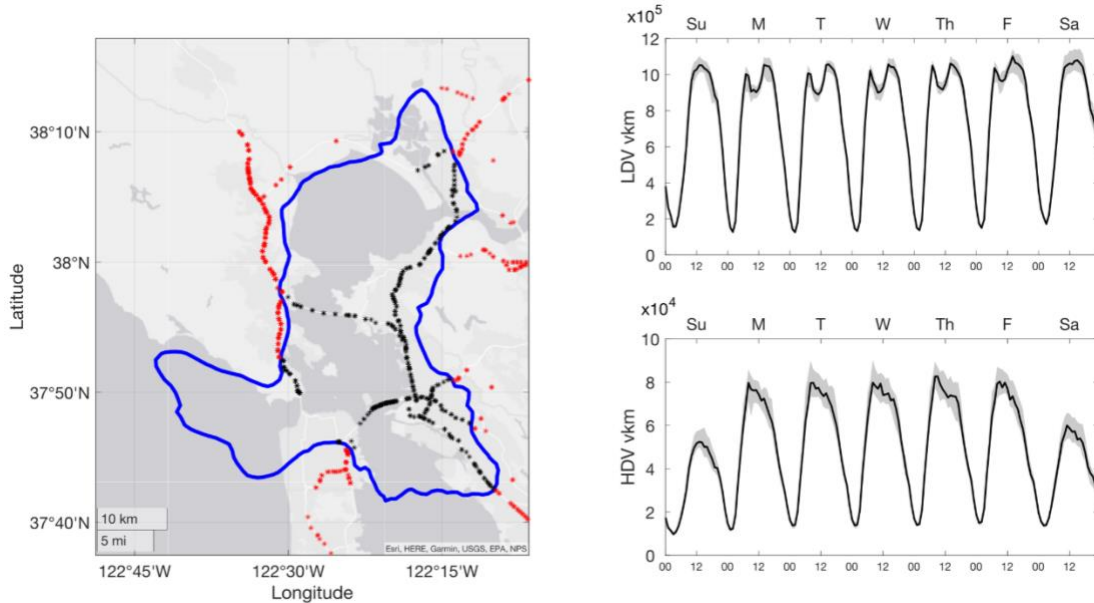 38°10'N
38°N
37°50'N
37°40'N
Latitude
10 km
5 mi
Esri, HERE, Garmin, USGS, EPA, NPS
122°45'W 122°30'W 122°15'W
Longitude
x10⁵
Su M T W Th F Sa
12
10
8
6
4
2
0
LDV vkm
00 12 00 12 00 12 00 12 00 12 00 12 00 12
x10⁴
Su M T W Th F Sa
10
8
6
4
2
0
HDV vkm
00 12 00 12 00 12 00 12 00 12 00 12 00 12